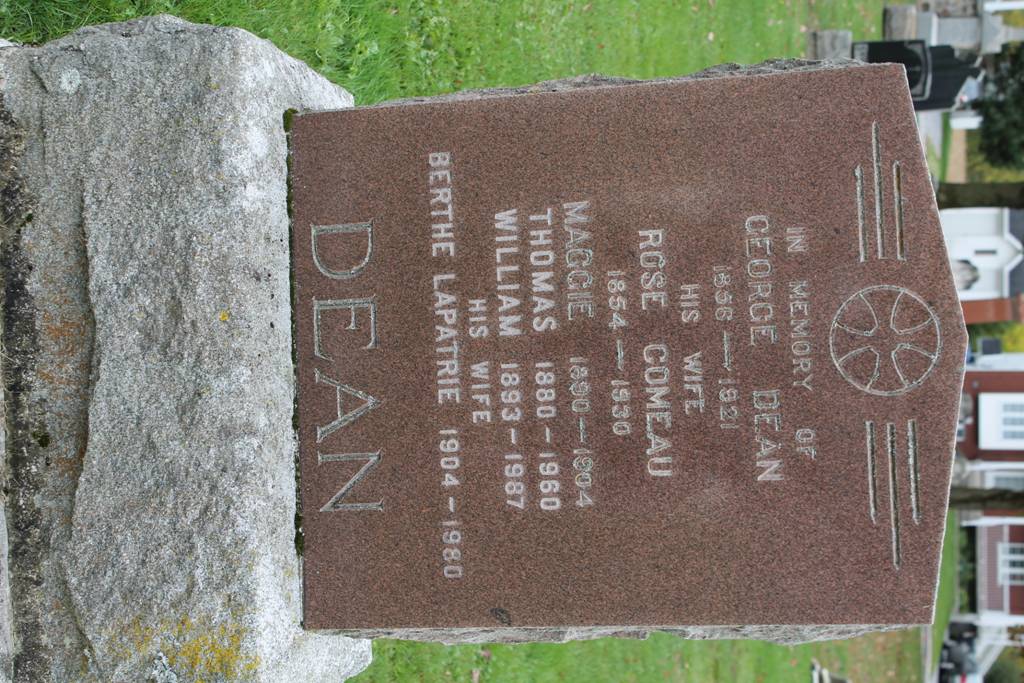 IN MEMORY OF
GEORGE DEAN
1856 — 1921
HIS WIFE
ROSE COMEAU
1854 — 1930
MAGGIE 1890 — 1904
THOMAS 1880 – 1960
WILLIAM 1893 – 1987
HIS WIFE
BERTHE LAPATRIE 1904 – 1980
DEAN